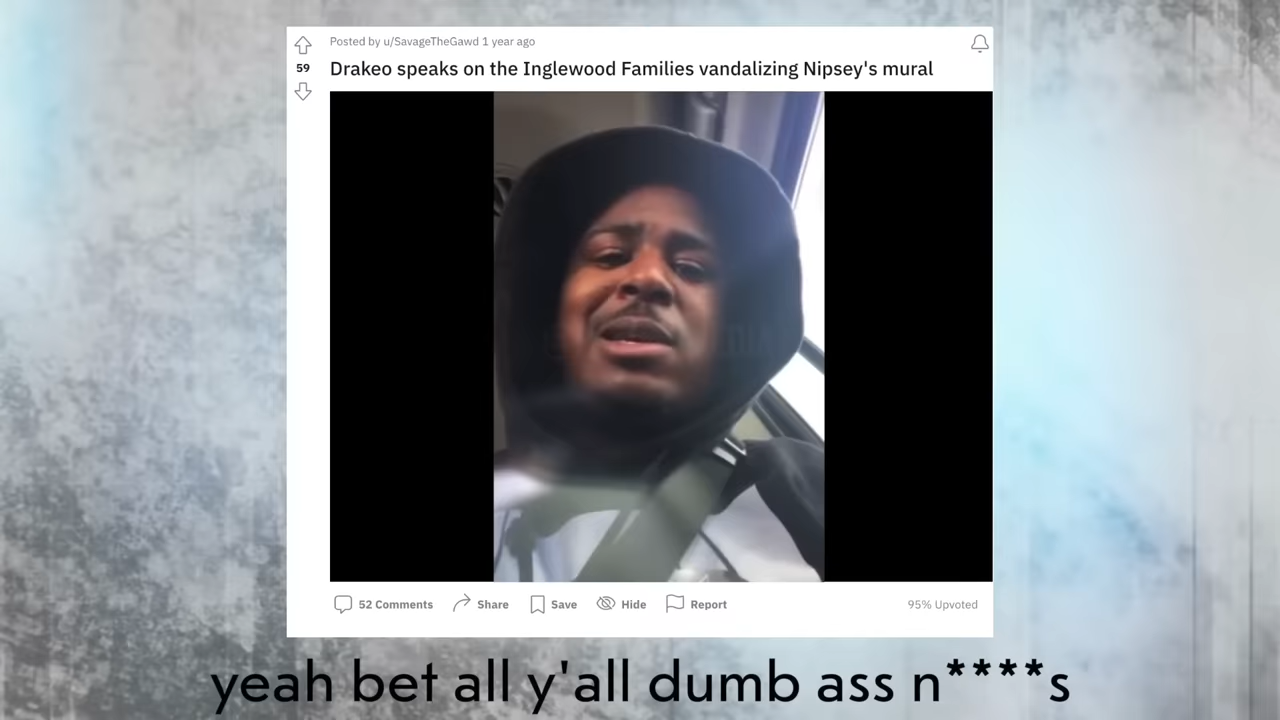 Posted by u/SavageTheGawd 1 year ago
59
Drakeo speaks on the Inglewood Families vandalizing Nipsey's mural
52 Comments
Share
Save
Hide
Report
95% Upvoted
yeah bet all y'all dumb ass n****s